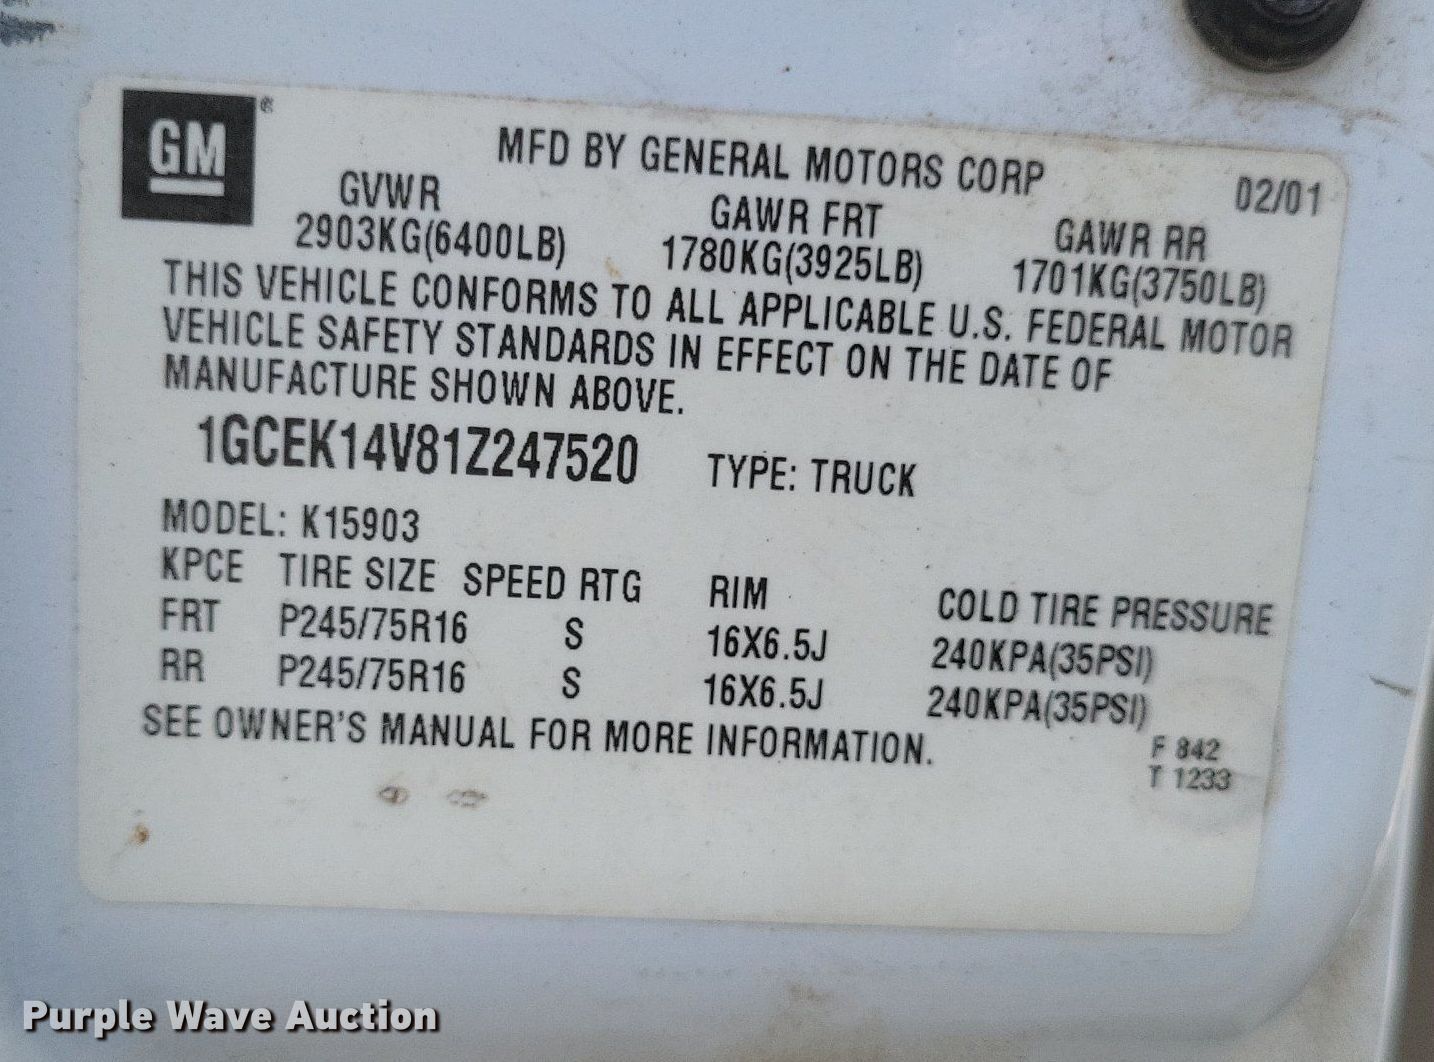 GM®
MFD BY GENERAL MOTORS CORP 02/01
GVWR GAWR FRT GAWR RR
2903KG(6400LB) 1780KG(3925LB) 1701KG(3750LB)
THIS VEHICLE CONFORMS TO ALL APPLICABLE U.S. FEDERAL MOTOR
VEHICLE SAFETY STANDARDS IN EFFECT ON THE DATE OF
MANUFACTURE SHOWN ABOVE.
1GCEK14V81Z247520 TYPE: TRUCK
MODEL: K15903
KPCE TIRE SIZE SPEED RTG RIM COLD TIRE PRESSURE
FRT P245/75R16 S 16X6.5J 240KPA(35PSI)
RR P245/75R16 S 16X6.5J 240KPA(35PSI)
SEE OWNER'S MANUAL FOR MORE INFORMATION.
F 842
T 1233
Purple Wave Auction